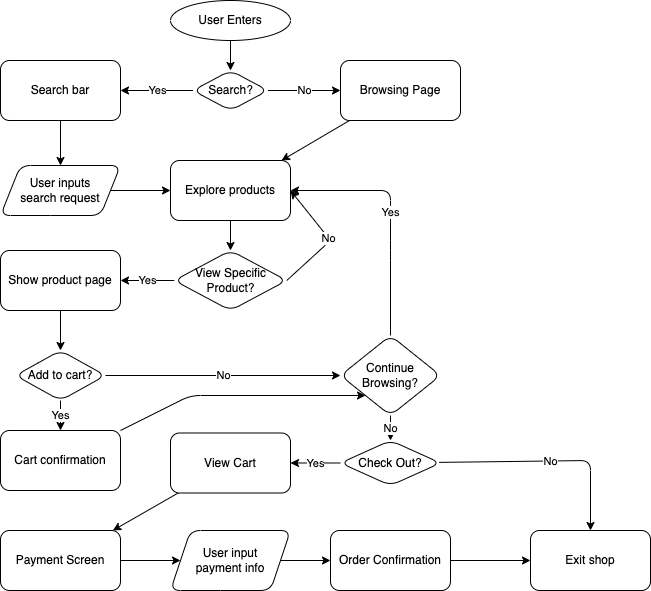 User Enters
Search bar
Yes
Search?
No
Browsing Page
User inputs
search request
Explore products
Yes
No
Show product page
Yes
View Specific
Product?
Add to cart?
No
Continue
Browsing?
Yes
No
Cart confirmation
View Cart
Yes
Check Out?
No
Payment Screen
User input
payment info
Order Confirmation
Exit shop